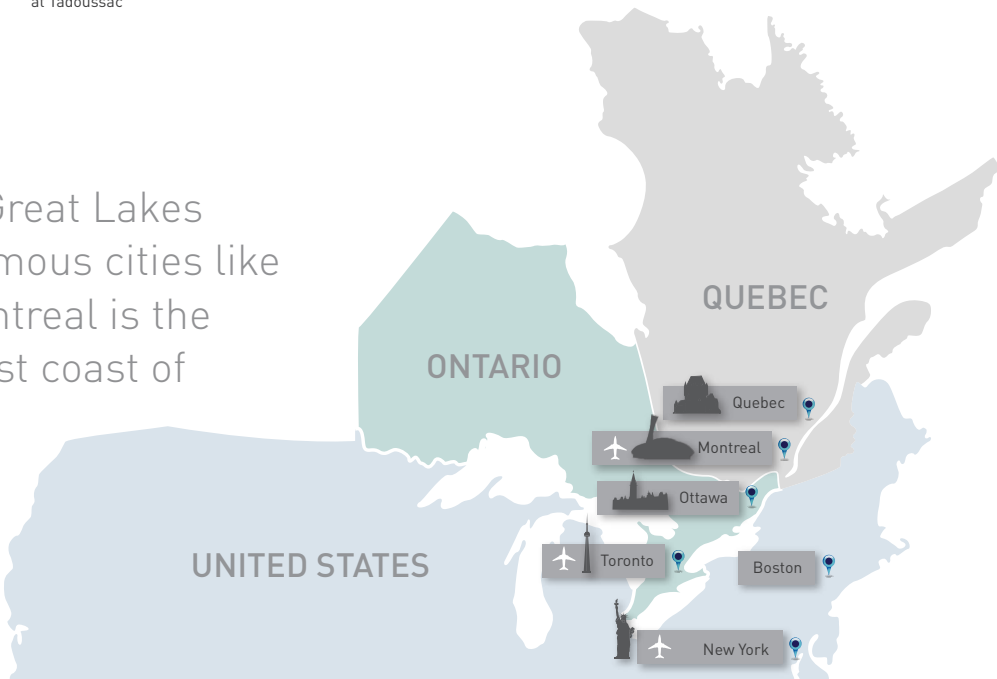 at Tadoussac
Great Lakes
mous cities like
ntreal is the
st coast of
QUEBEC
ONTARIO
Quebec
Montreal
Ottawa
UNITED STATES
Toronto
Boston
New York